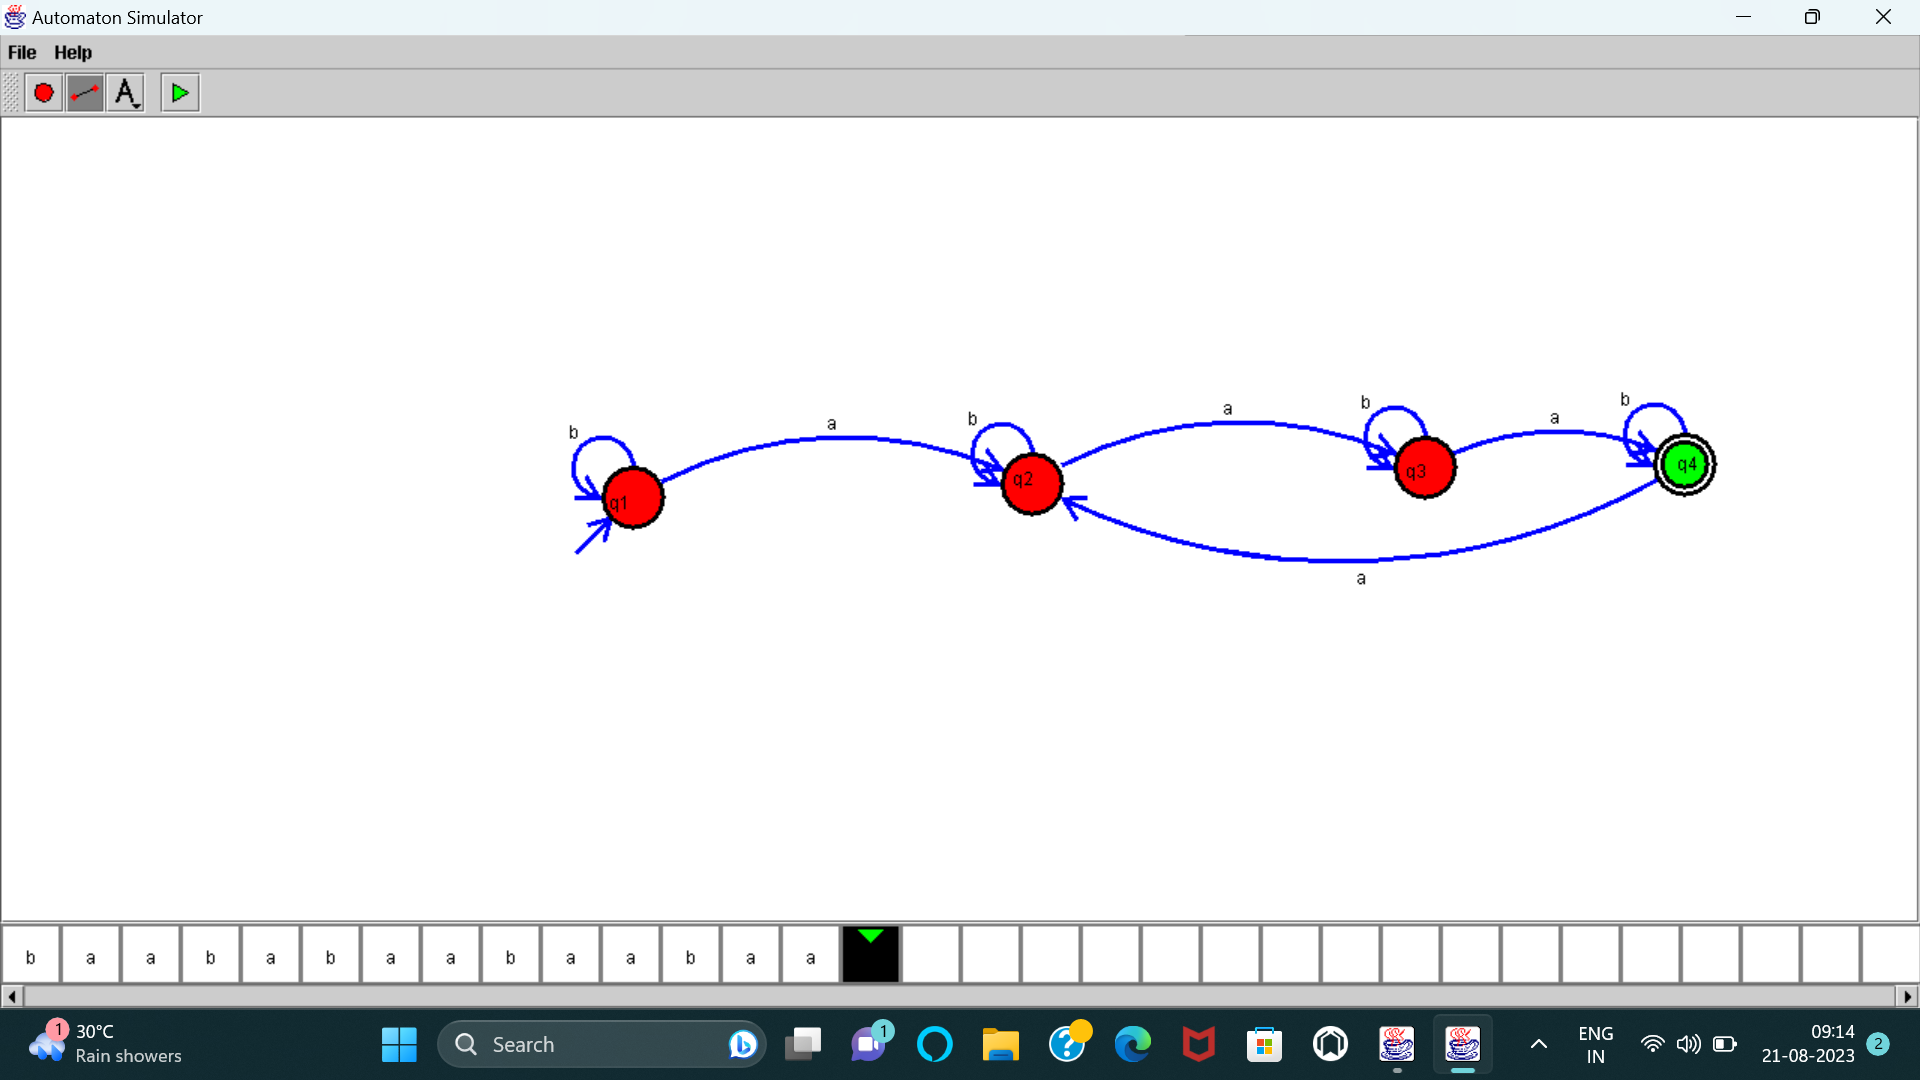 Automaton Simulator
File Help
A
b a b a b a b
q1 q2 q3 q4
a
b a a b a b a a b a a b a a
1 30°C
Rain showers
Search
1
ENG
IN
09:14
21-08-2023
2